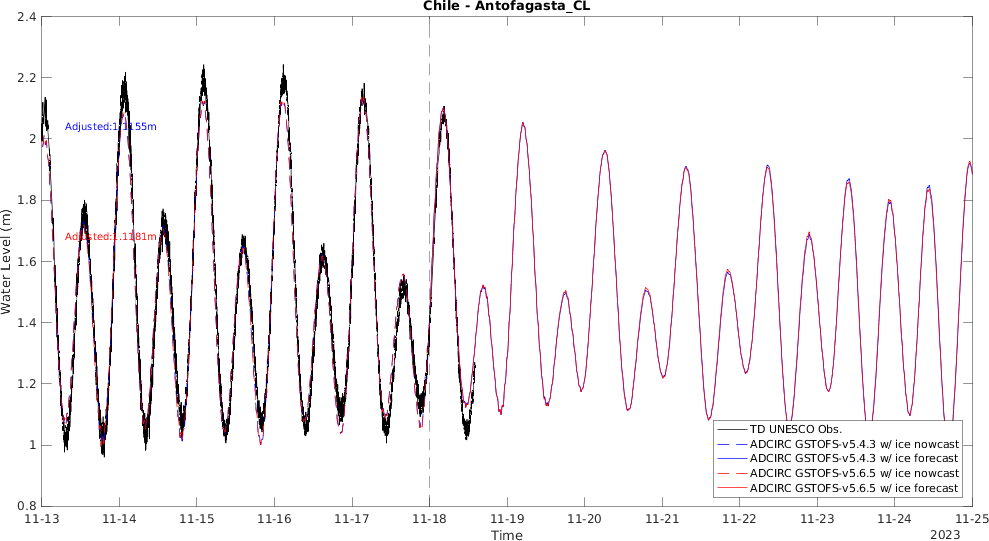 Chile - Antofagasta_CL
2.4
2.2
2
1.8
1.6
1.4
1.2
1
0.8
Water Level (m)
Adjusted:1.1155m
Adjusted:1.1181m
TD UNESCO Obs.
ADCIRC GSTOFS-v5.4.3 w/ ice nowcast
ADCIRC GSTOFS-v5.4.3 w/ ice forecast
ADCIRC GSTOFS-v5.6.5 w/ ice nowcast
ADCIRC GSTOFS-v5.6.5 w/ ice forecast
11-13 11-14 11-15 11-16 11-17 11-18 11-19 11-20 11-21 11-22 11-23 11-24 11-25
Time
2023